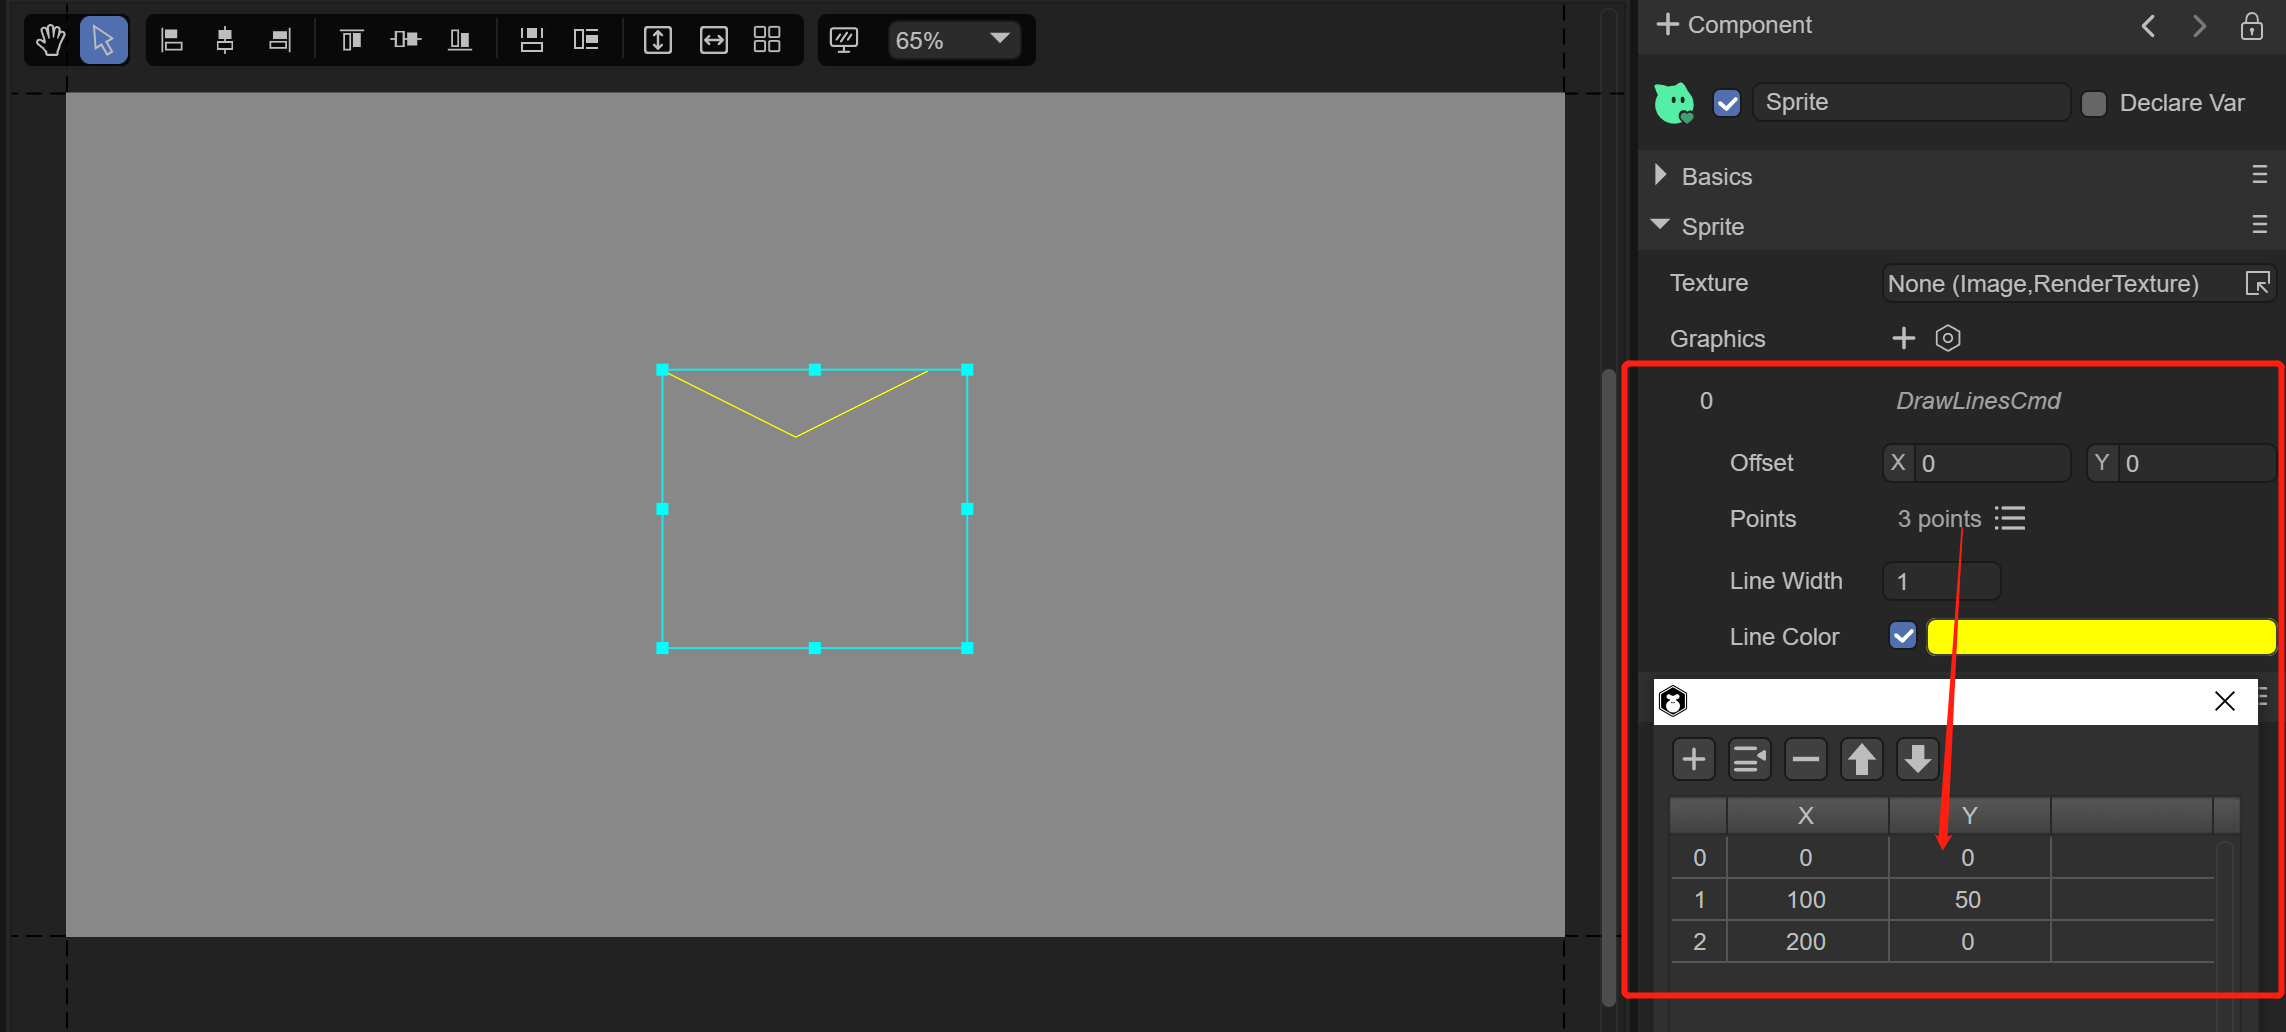 65%
Component
Sprite
Declare Var
Basics
Sprite
Texture None (Image,RenderTexture)
Graphics
0 DrawLinesCmd
Offset X 0 Y 0
Points 3 points
Line Width 1
Line Color
X Y
0 0 0
1 100 50
2 200 0